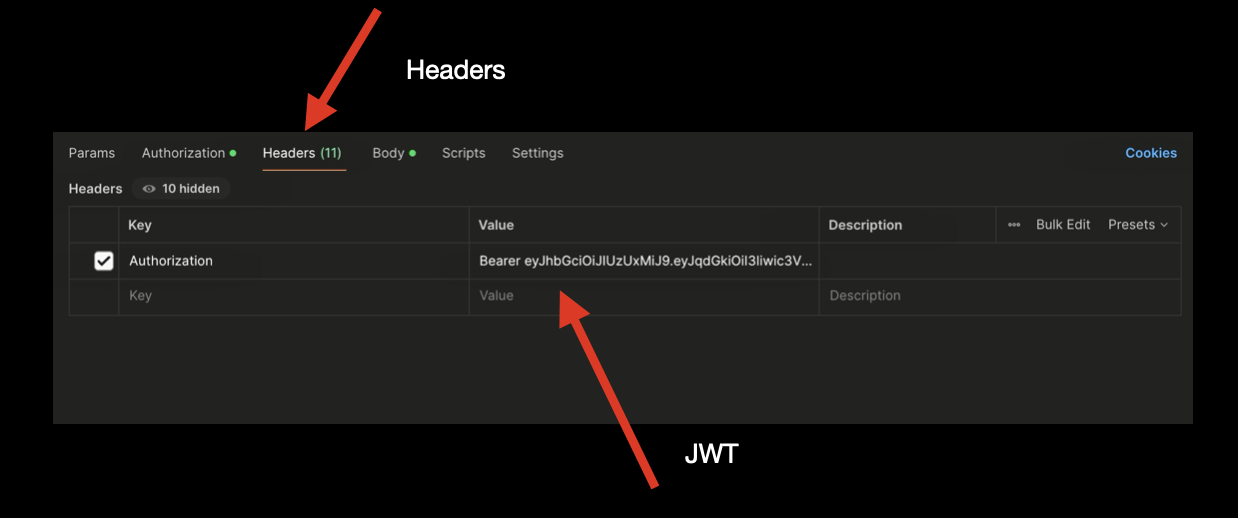 Headers
Params Authorization Headers (11) Body Scripts Settings Cookies
Headers 10 hidden
Key Value Description ••• Bulk Edit Presets
Authorization Bearer eyJhbGciOiJIUzUxMiJ9.eyJqdGkiOiI3Iiwic3V...
Key Value Description
JWT